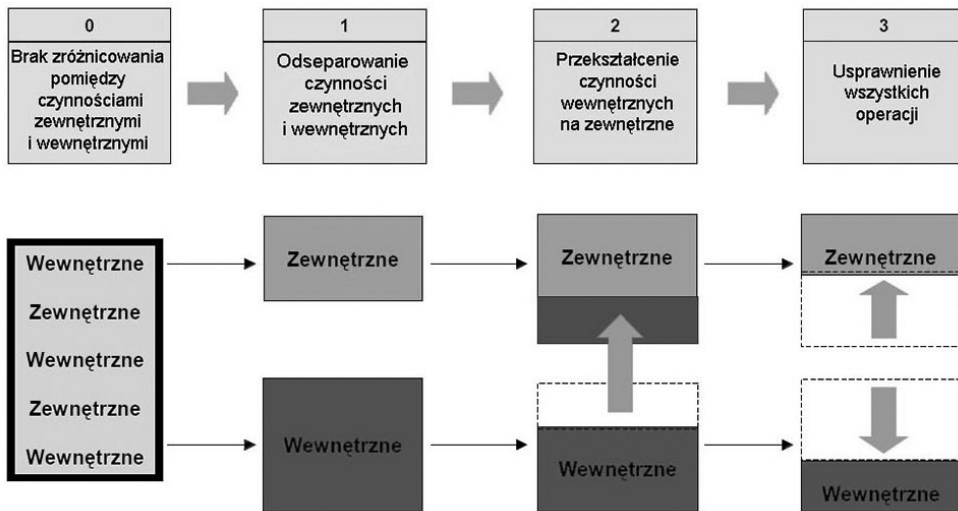 0
Brak zróżnicowania
pomiędzy
czynnościami
zewnętrznymi
i wewnętrznymi
1
Odseparowanie
czynności
zewnętrznych
i wewnętrznych
2
Przekształcenie
czynności
wewnętrznych
na zewnętrzne
3
Usprawnienie
wszystkich
operacji
Wewnętrzne
Zewnętrzne
Wewnętrzne
Zewnętrzne
Wewnętrzne
Zewnętrzne
Zewnętrzne
Zewnętrzne
Wewnętrzne
Wewnętrzne
Wewnętrzne